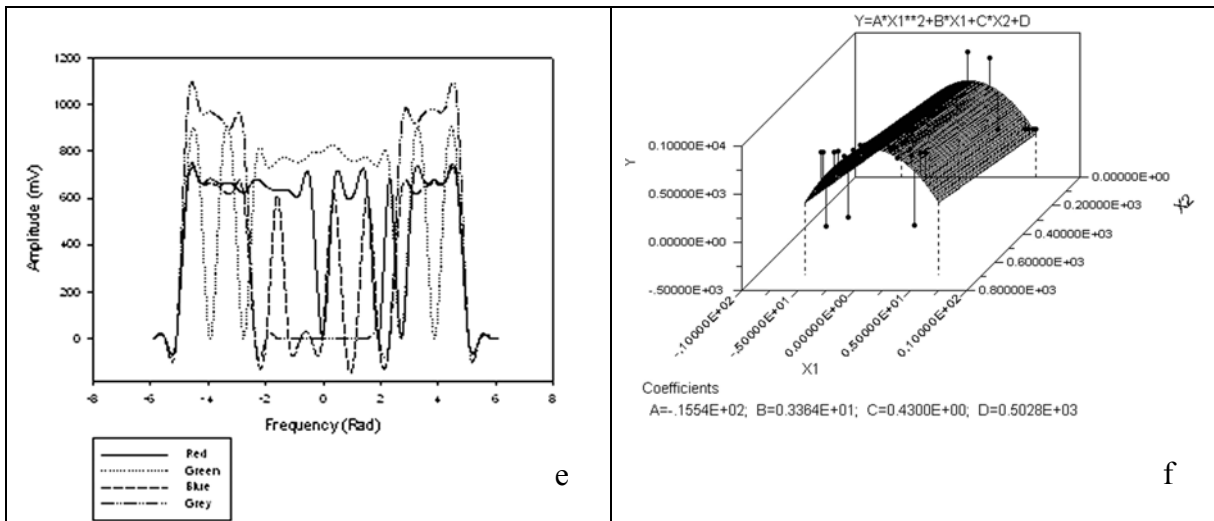 1200
1000
800
600
400
200
0
Amplitude (mV)
-8 -6 -4 -2 0 2 4 6 8
Frequency (Rad)
Red
Green
Blue
Grey
e
Y=A*X1**2+B*X1+C*X2+D
Y
0.10000E+04
0.50000E+03
0.00000E+00
-.50000E+03
-.10000E+02
-.50000E+01
0.00000E+00
0.50000E+01
0.10000E+02
X1
0.00000E+00
0.20000E+03
0.40000E+03
0.60000E+03
0.80000E+03
X2
Coefficients
A=-.1554E+02; B=0.3364E+01; C=0.4300E+00; D=0.5028E+03
f